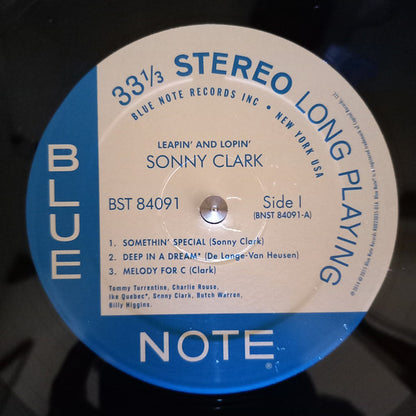 33⅓ STEREO LONG PLAYING
BLUE NOTE RECORDS INC • NEW YORK USA
LEAPIN' AND LOPIN'
SONNY CLARK
BST 84091
Side I
(BNST 84091-A)
1. SOMETHIN' SPECIAL (Sonny Clark)
2. DEEP IN A DREAM* (De Lange-Van Heusen)
3. MELODY FOR C (Clark)
Tommy Turrentine, Charlie Rouse,
Ike Quebec*, Sonny Clark, Butch Warren,
Billy Higgins.
BLUE
NOTE
®